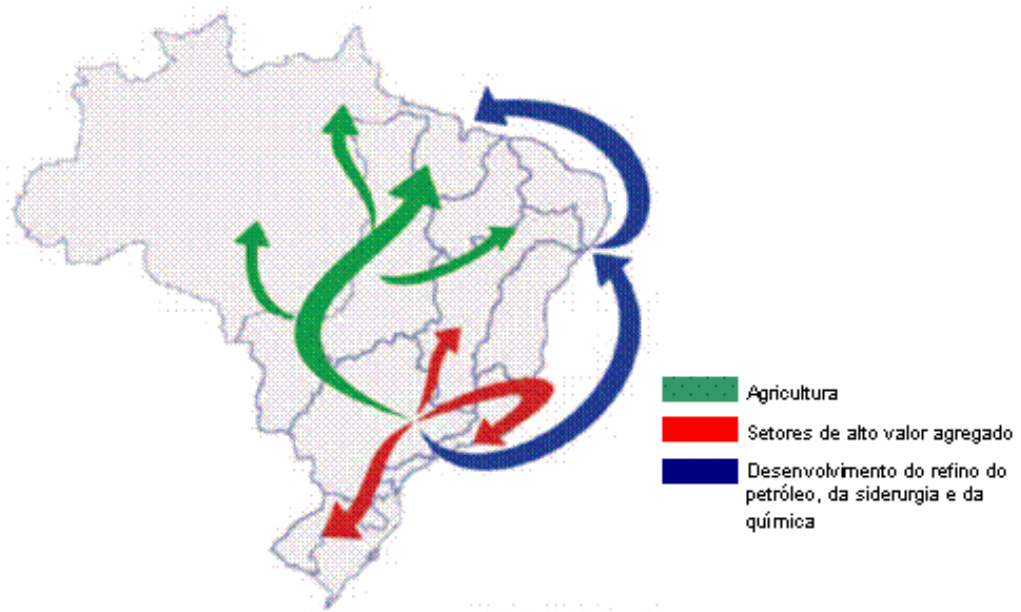 Agricultura
Setores de alto valor agregado
Desenvolvimento do refino do
petróleo, da siderurgia e da
química